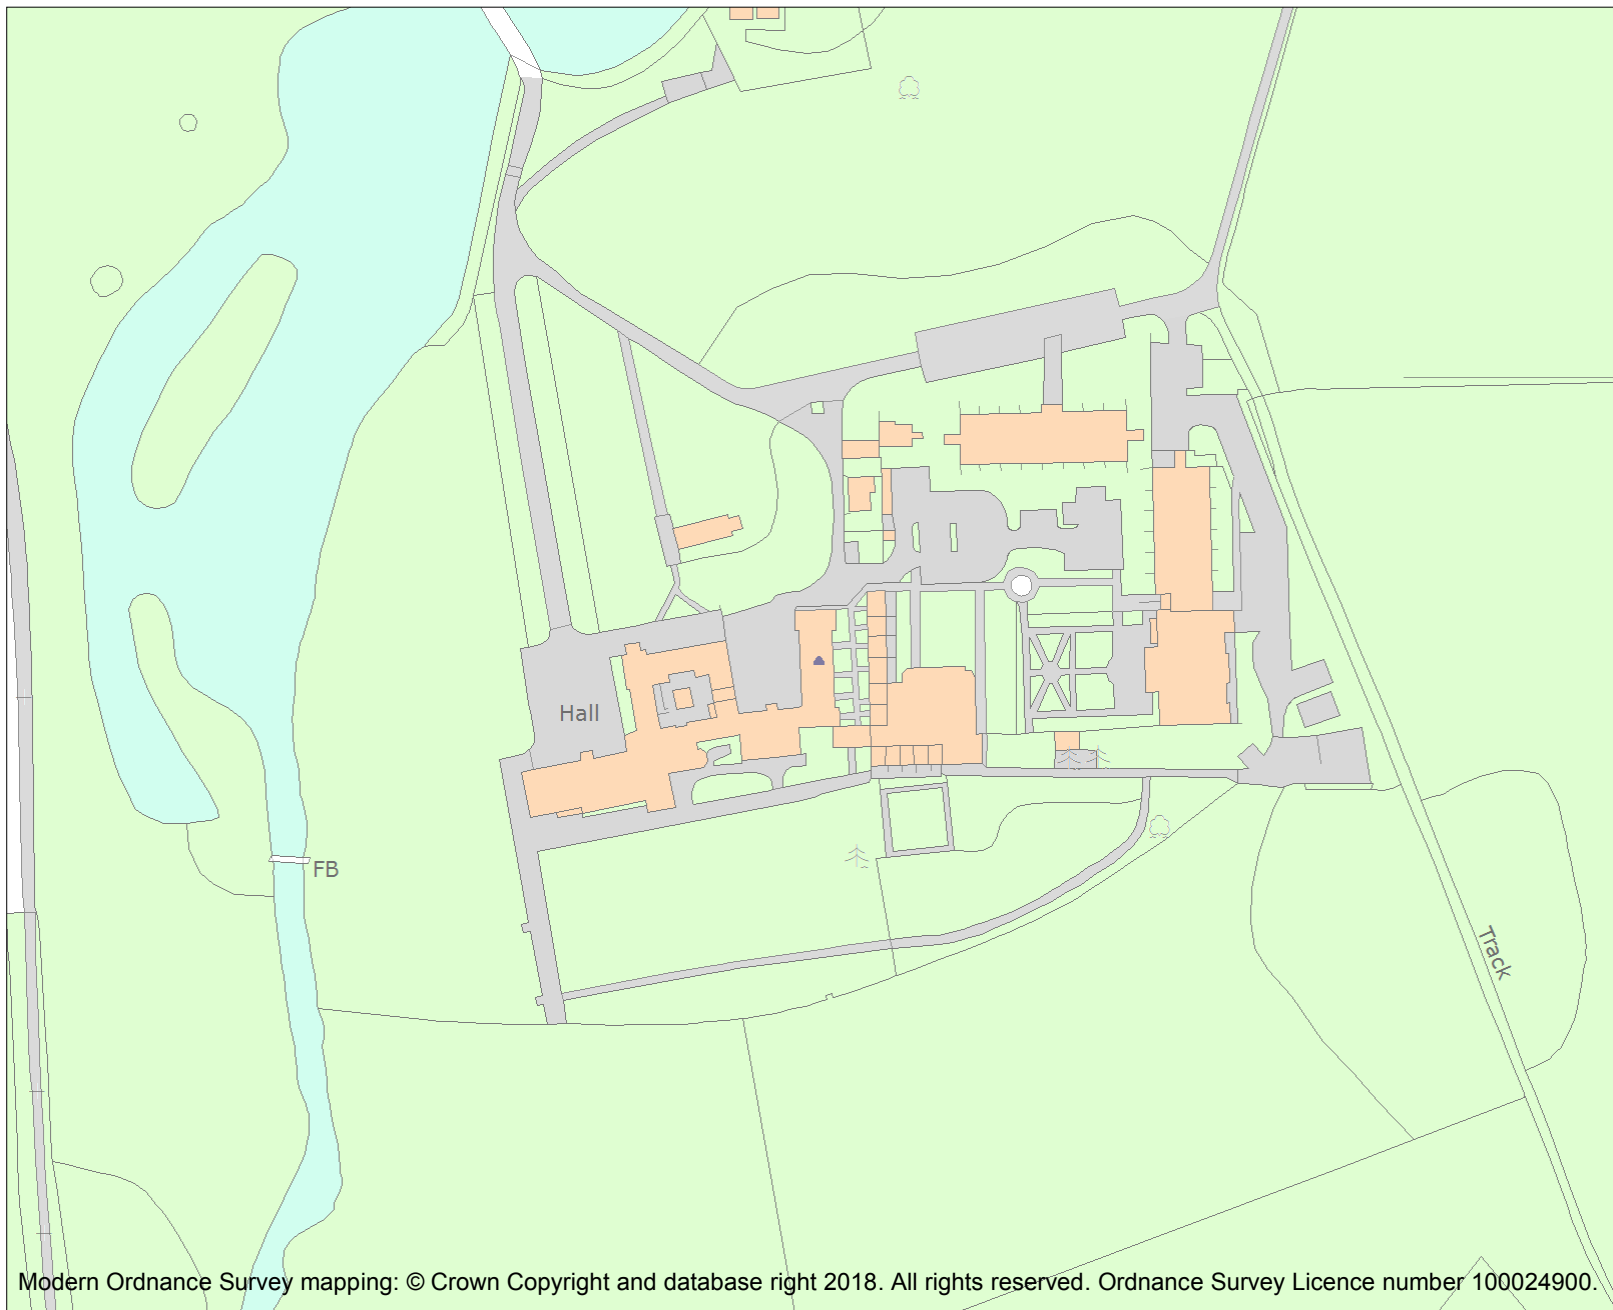 Hall
FB
Track
Modern Ordnance Survey mapping: © Crown Copyright and database right 2018. All rights reserved. Ordnance Survey Licence number 100024900.